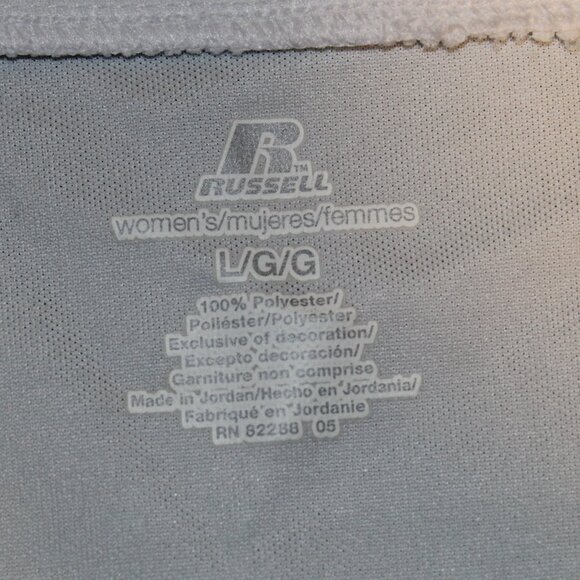 R™
RUSSELL
women's/mujeres/femmes
L/G/G
100% Polyester/
Poliéster/Polyester
Exclusive of decoration/
Excepto decoración/
Garniture non comprise
Made in Jordan/Hecho en Jordania/
Fabriqué en Jordanie
RN 82288 05